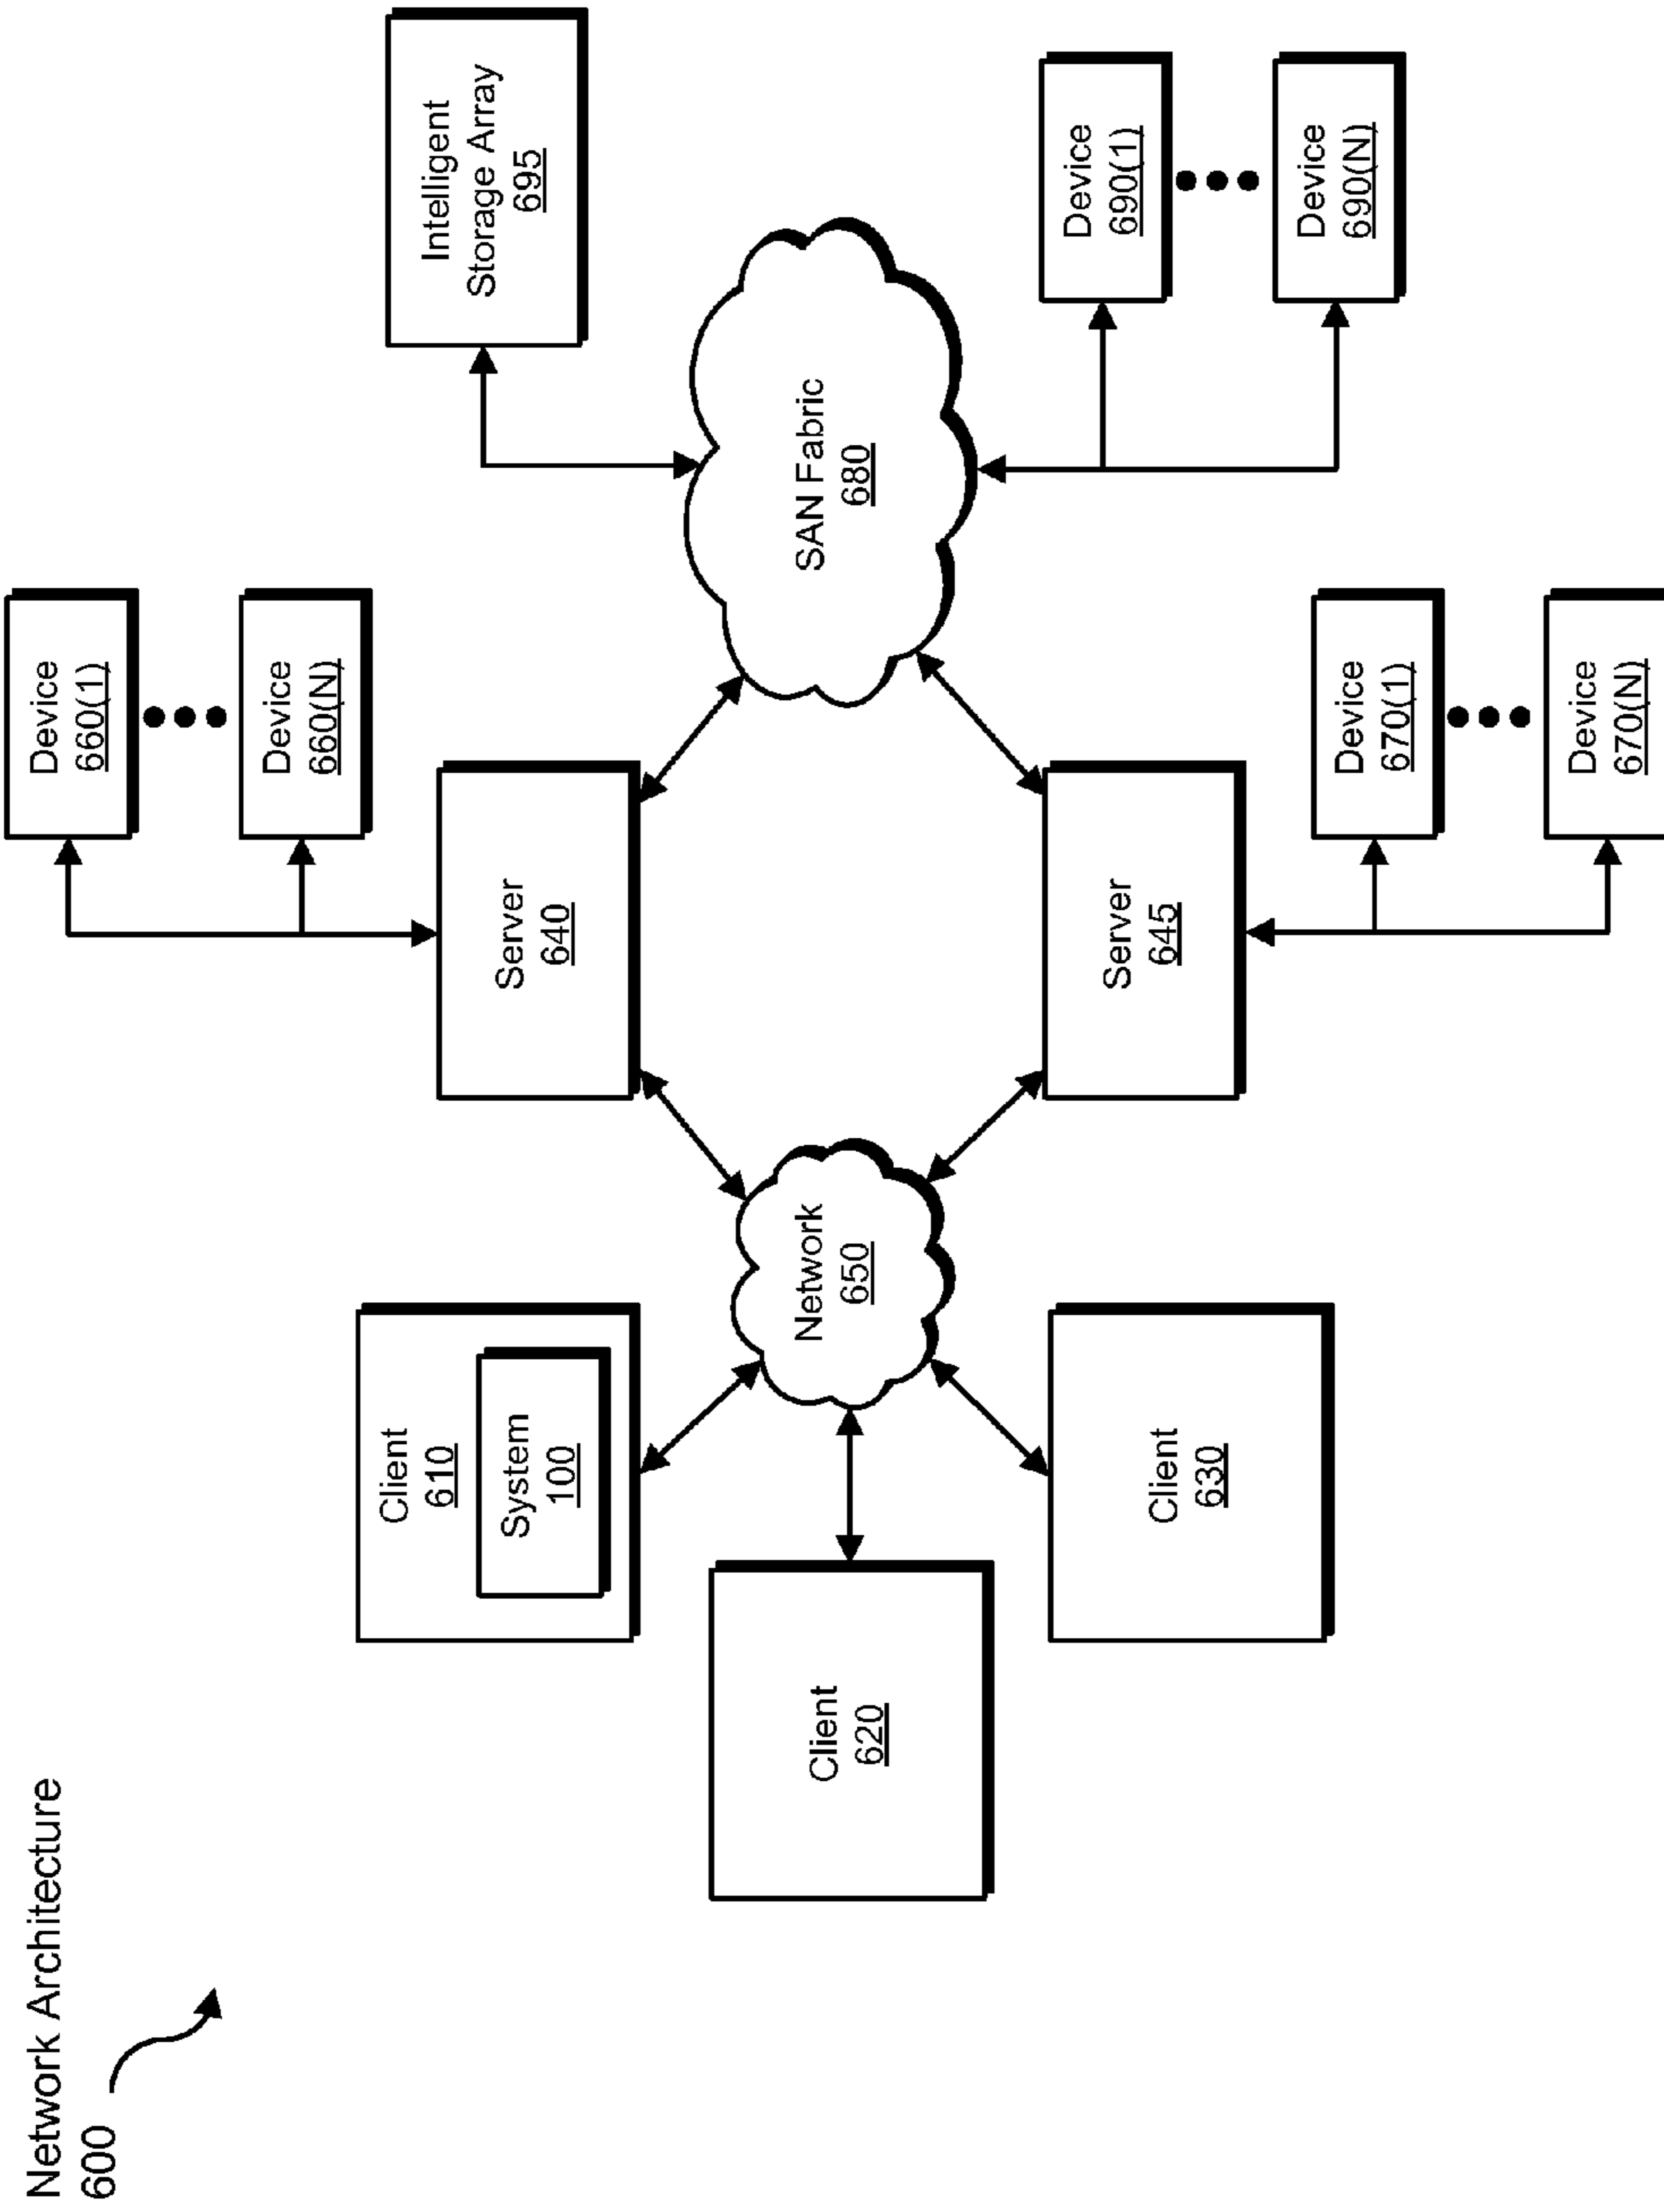 Network Architecture
600
Client
610
System
100
Client
620
Client
630
Network
650
Server
640
Server
645
Device
660(1)
Device
660(N)
Device
670(1)
Device
670(N)
SAN Fabric
680
Intelligent
Storage Array
695
Device
690(1)
Device
690(N)